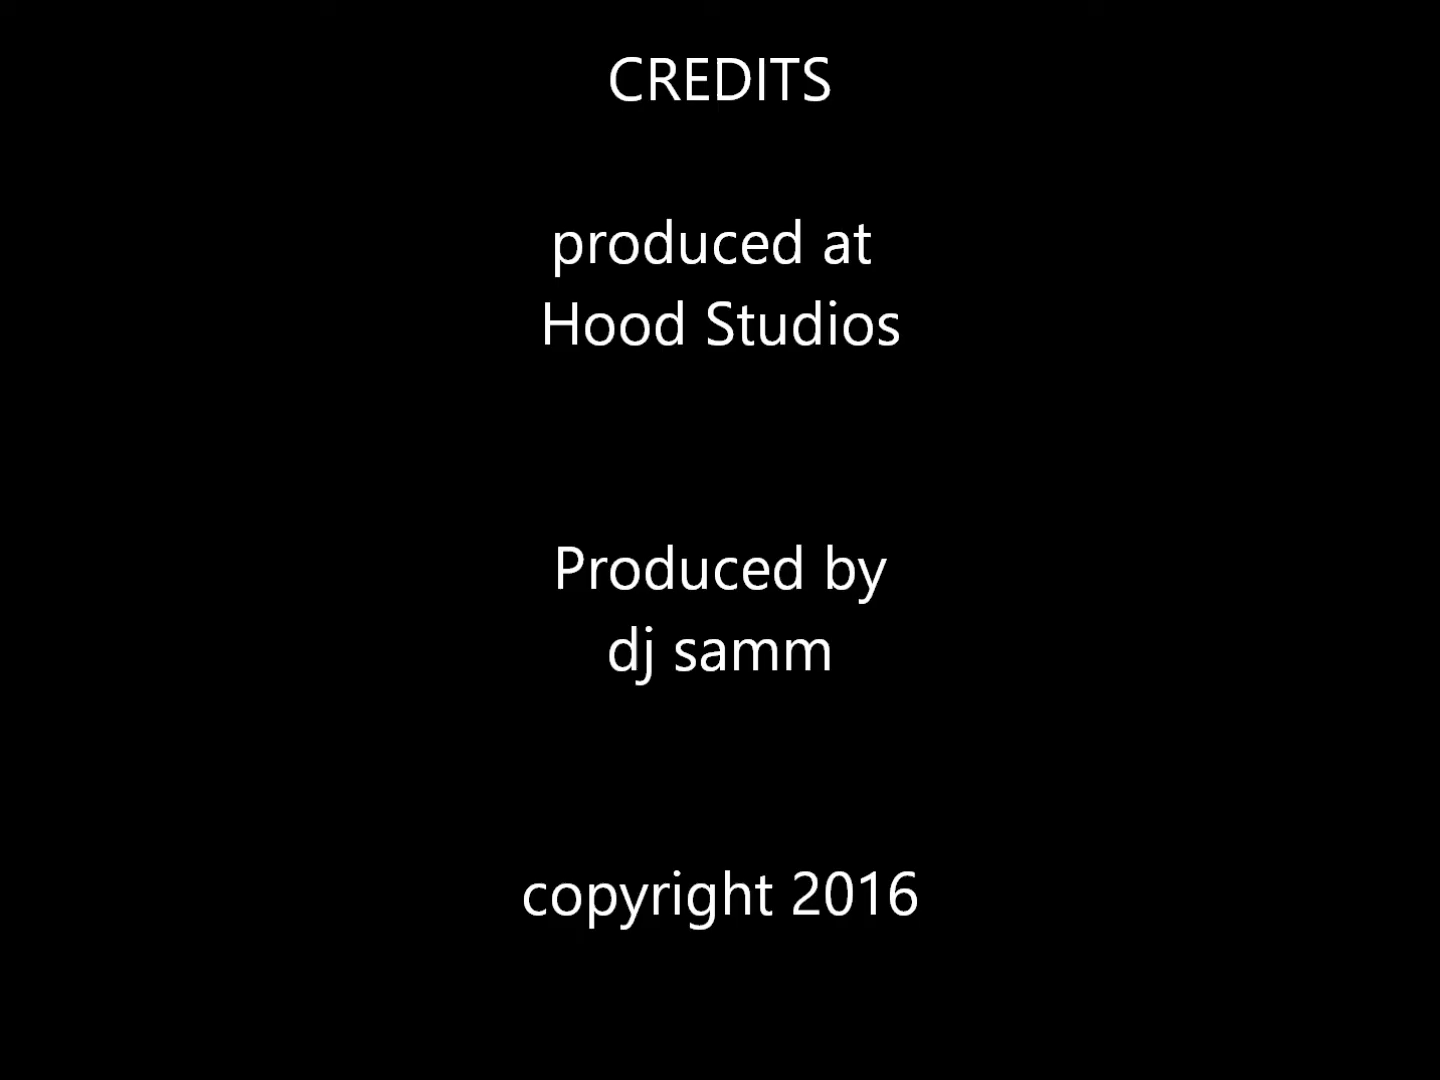 CREDITS
produced at
Hood Studios
Produced by
dj samm
copyright 2016